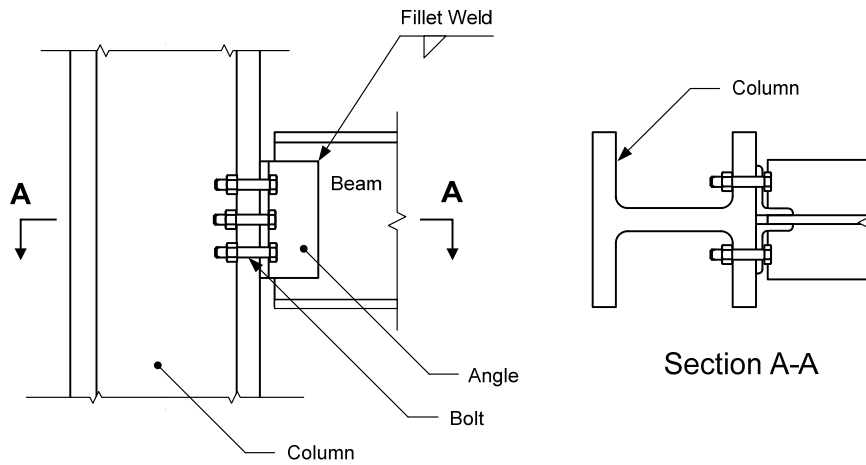 Fillet Weld
Column
A
Beam
A
Section A-A
Angle
Bolt
Column